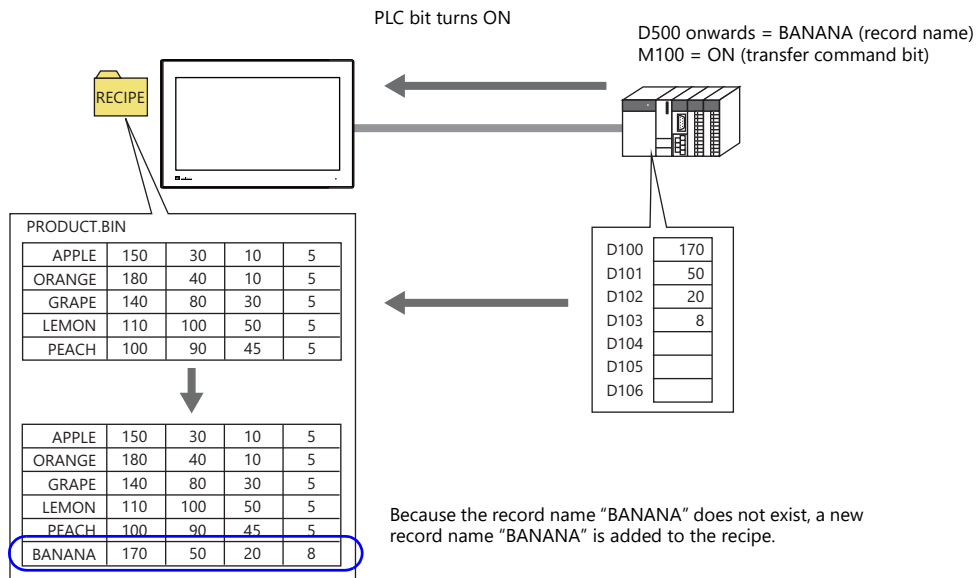 PLC bit turns ON
D500 onwards = BANANA (record name)
M100 = ON (transfer command bit)
RECIPE
PRODUCT.BIN
APPLE 150 30 10 5
ORANGE 180 40 10 5
GRAPE 140 80 30 5
LEMON 110 100 50 5
PEACH 100 90 45 5
D100 170
D101 50
D102 20
D103 8
D104
D105
D106
APPLE 150 30 10 5
ORANGE 180 40 10 5
GRAPE 140 80 30 5
LEMON 110 100 50 5
PEACH 100 90 45 5
BANANA 170 50 20 8
Because the record name “BANANA” does not exist, a new
record name “BANANA” is added to the recipe.